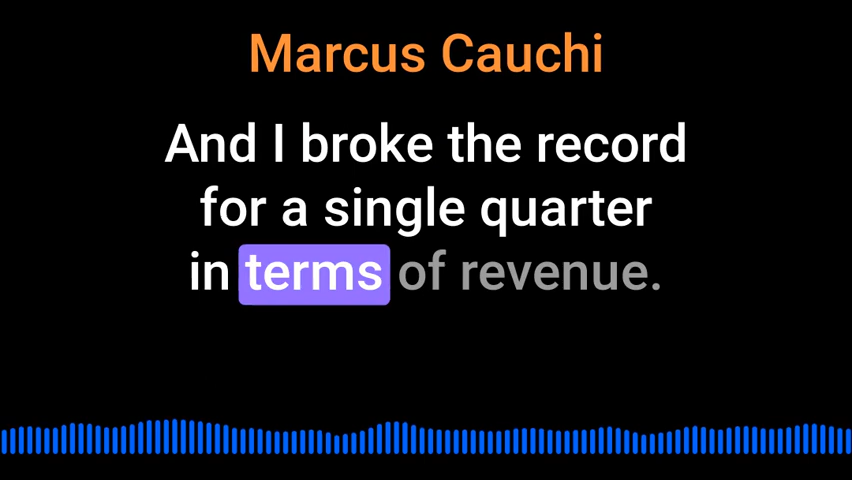 Marcus Cauchi
And I broke the record
for a single quarter
in terms of revenue.